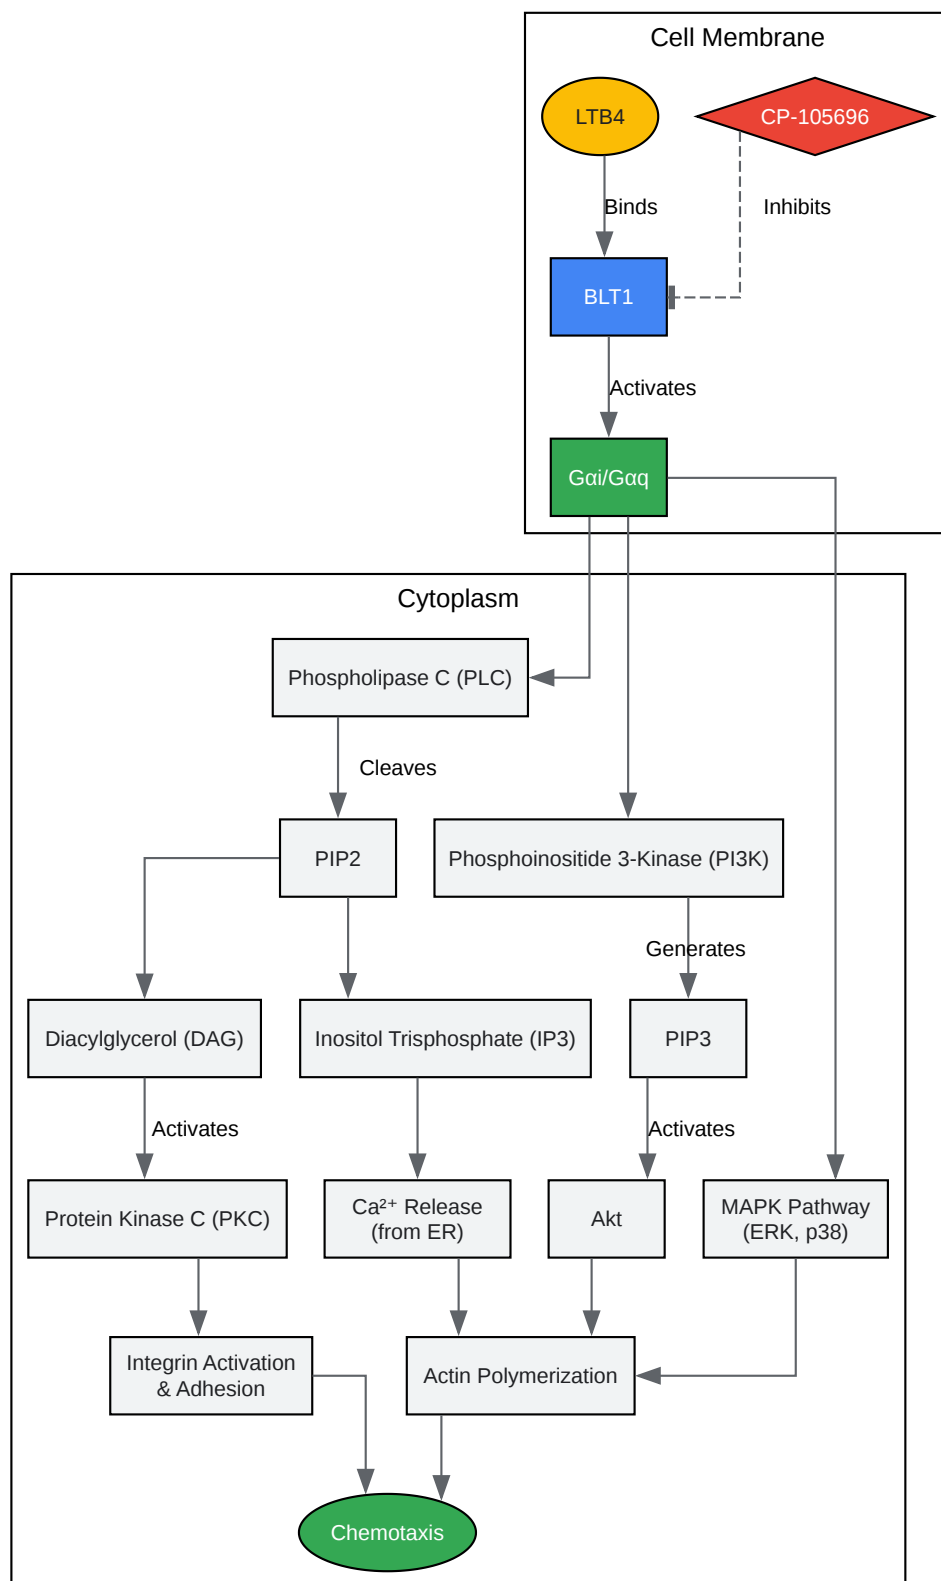 Cell Membrane
LTB4
CP-105696
Binds
Inhibits
BLT1
Activates
Gαi/Gαq
Cytoplasm
Phospholipase C (PLC)
Cleaves
PIP2
Phosphoinositide 3-Kinase (PI3K)
Generates
Diacylglycerol (DAG)
Inositol Trisphosphate (IP3)
PIP3
Activates
Activates
Protein Kinase C (PKC)
Ca²⁺ Release
(from ER)
Akt
MAPK Pathway
(ERK, p38)
Integrin Activation
& Adhesion
Actin Polymerization
Chemotaxis